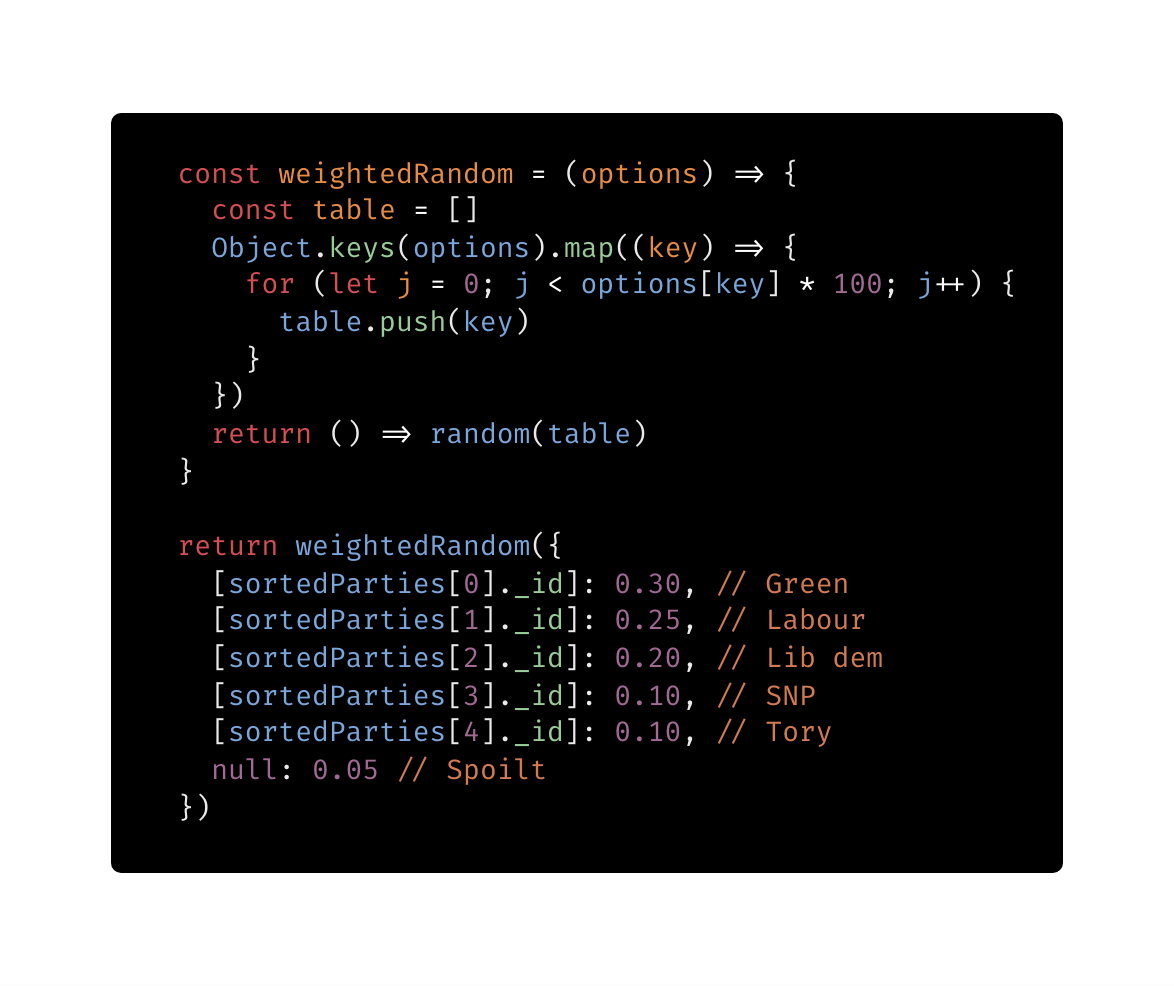 const weightedRandom = (options) => {
  const table = []
  Object.keys(options).map((key) => {
    for (let j = 0; j < options[key] * 100; j++) {
      table.push(key)
    }
  })
  return () => random(table)
}

return weightedRandom({
  [sortedParties[0]._id]: 0.30, // Green
  [sortedParties[1]._id]: 0.25, // Labour
  [sortedParties[2]._id]: 0.20, // Lib dem
  [sortedParties[3]._id]: 0.10, // SNP
  [sortedParties[4]._id]: 0.10, // Tory
  null: 0.05 // Spoilt
})